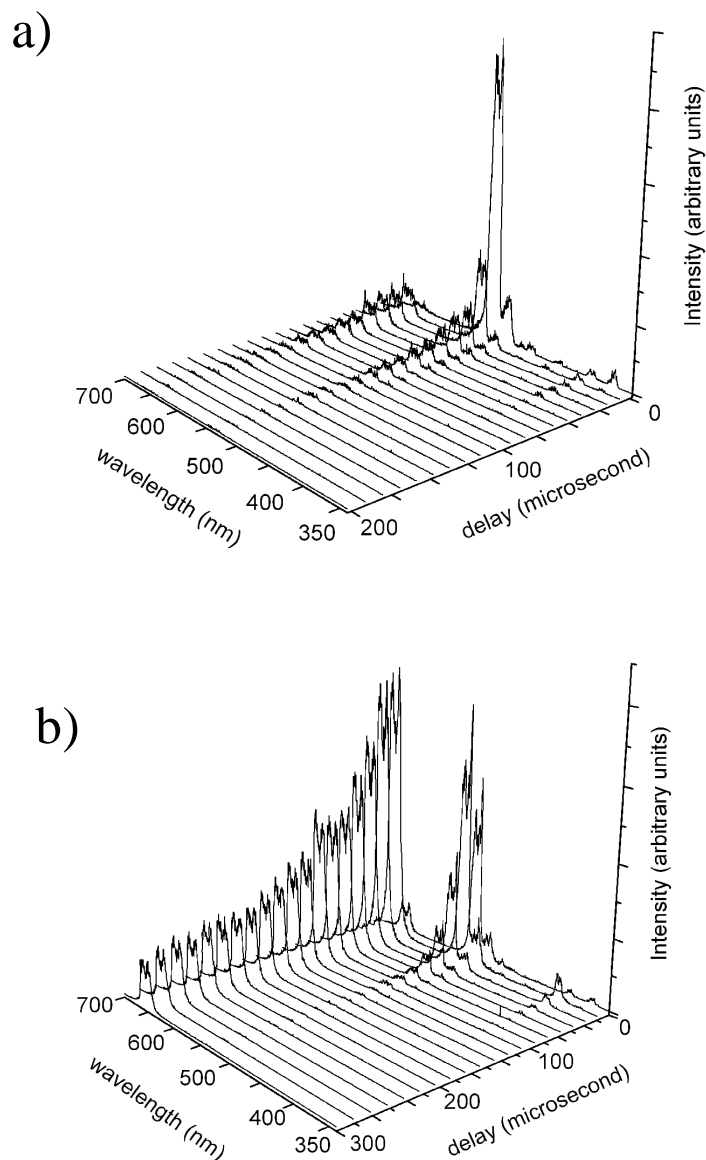 a)
Intensity (arbitrary units)
700
600
500
400
350
wavelength (nm)
0
100
200
delay (microsecond)
b)
Intensity (arbitrary units)
700
600
500
400
350
wavelength (nm)
0
100
200
300
delay (microsecond)